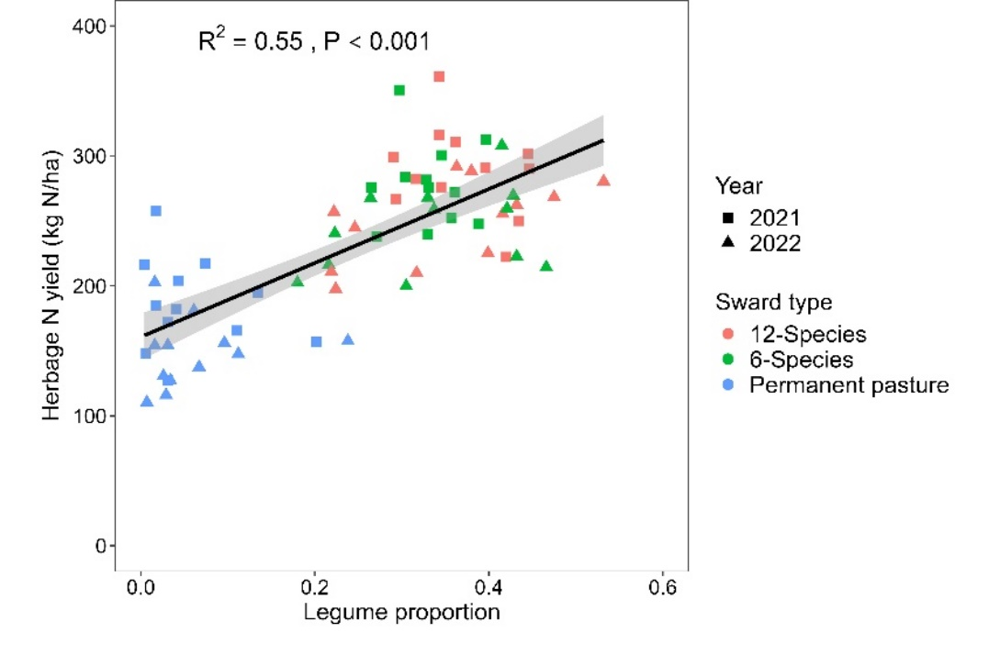 R² = 0.55 , P < 0.001
400
300
200
100
0
Herbage N yield (kg N/ha)
0.0 0.2 0.4 0.6
Legume proportion
Year
2021
2022
Sward type
12-Species
6-Species
Permanent pasture